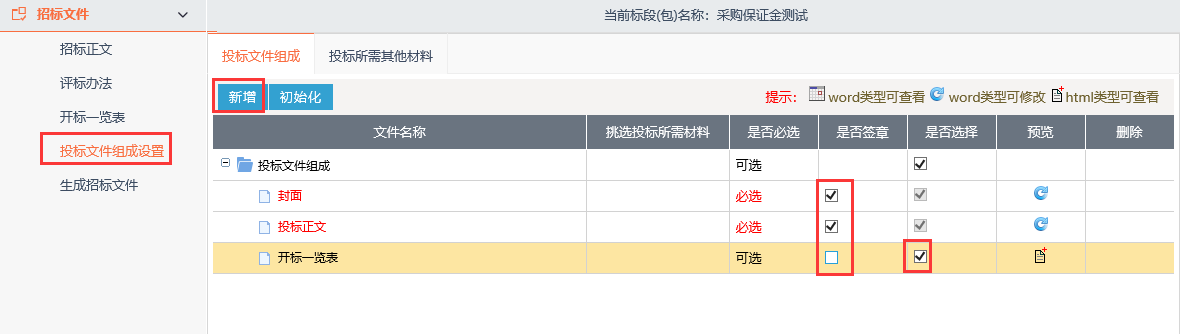 招标文件
当前标段(包)名称：采购保证金测试
招标正文
评标办法
开标一览表
投标文件组成设置
生成招标文件
投标文件组成 投标所需其他材料
新增 初始化 提示： word类型可查看 word类型可修改 html类型可查看
文件名称 挑选投标所需材料 是否必选 是否签章 是否选择 预览 删除
投标文件组成 可选
封面 必选
投标正文 必选
开标一览表 可选